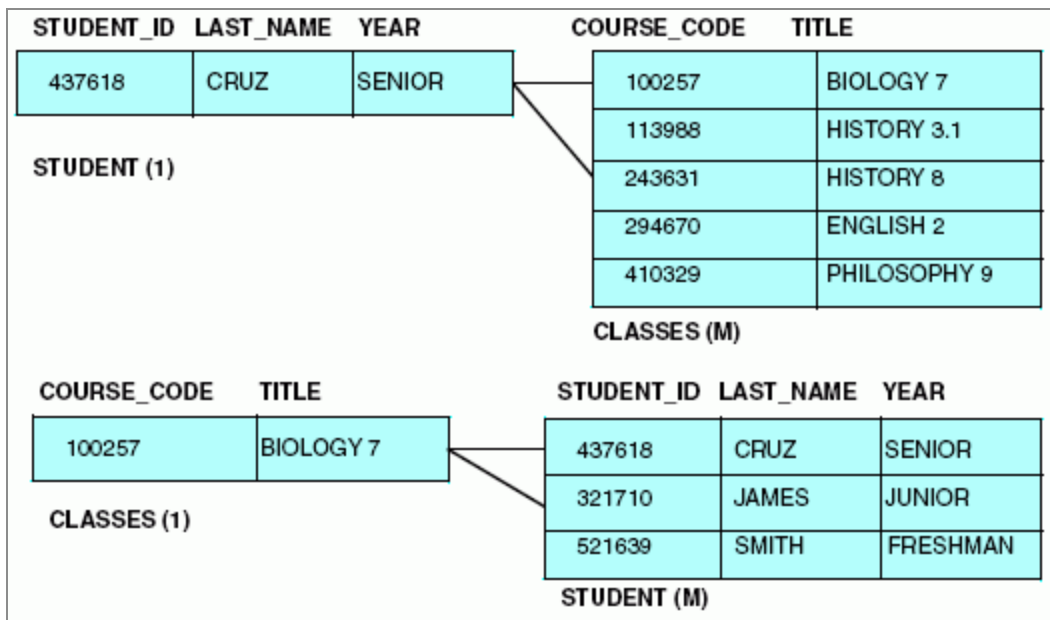 STUDENT_ID LAST_NAME YEAR
437618 CRUZ SENIOR
STUDENT (1)
COURSE_CODE TITLE
100257 BIOLOGY 7
113988 HISTORY 3.1
243631 HISTORY 8
294670 ENGLISH 2
410329 PHILOSOPHY 9
CLASSES (M)
COURSE_CODE TITLE
100257 BIOLOGY 7
CLASSES (1)
STUDENT_ID LAST_NAME YEAR
437618 CRUZ SENIOR
321710 JAMES JUNIOR
521639 SMITH FRESHMAN
STUDENT (M)